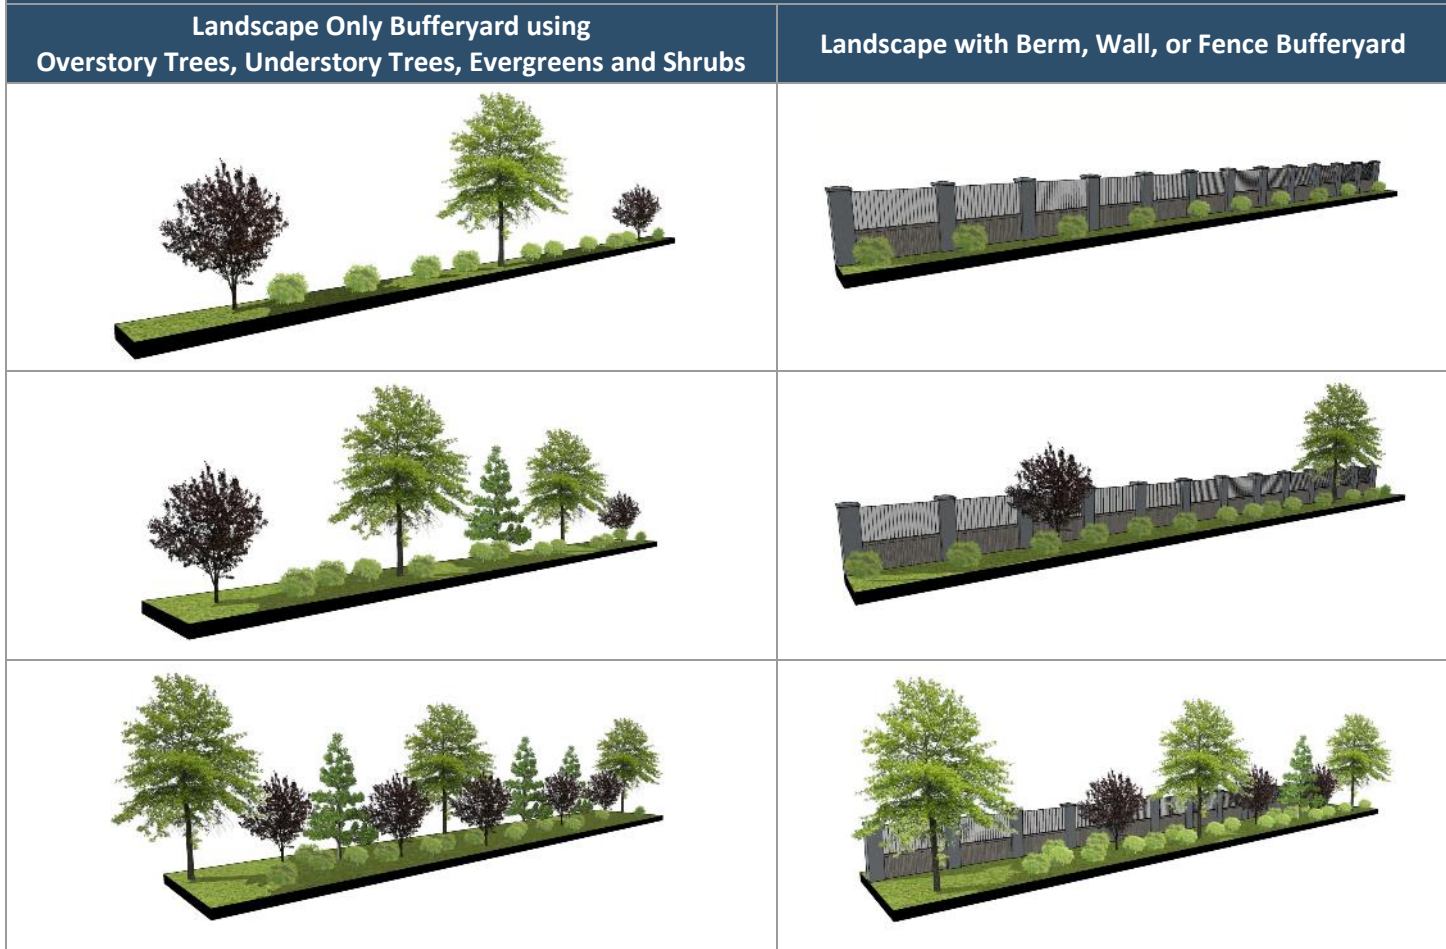 Landscape Only Bufferyard using
Overstory Trees, Understory Trees, Evergreens and Shrubs
Landscape with Berm, Wall, or Fence Bufferyard